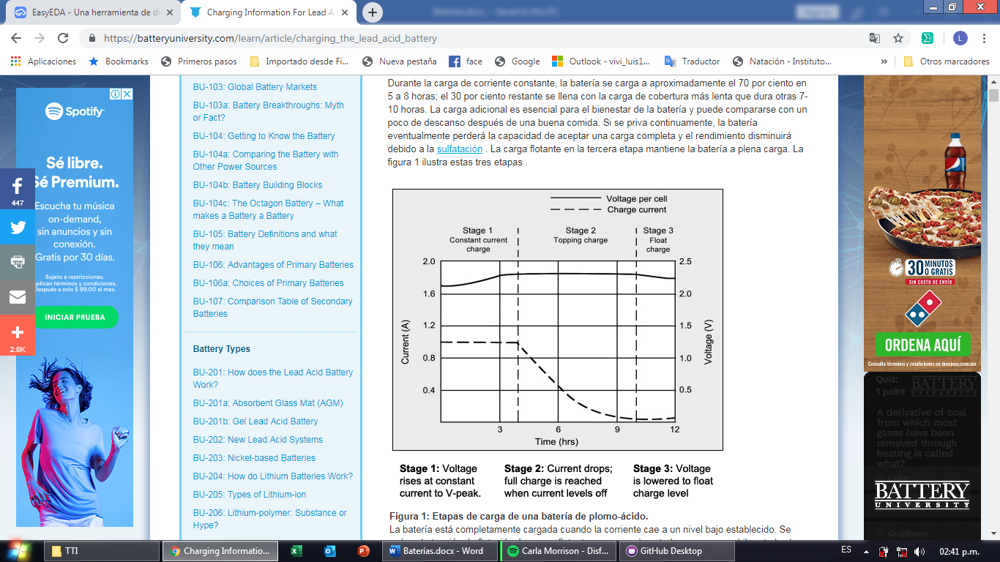 EasyEDA - Una herramienta de di
Charging Information For Lead A
https://batteryuniversity.com/learn/article/charging_the_lead_acid_battery
L
Aplicaciones
Bookmarks
Primeros pasos
Importado desde Fi...
Nueva pestaña
face
Google
Outlook - vivi_luis1...
Traductor
Natación - Instituto...
»
Otros marcadores
Spotify
Sé libre.
Sé Premium.
Escucha tu música
on-demand,
sin anuncios y sin
conexión.
Gratis por 30 días.
Sujeto a restricciones.
Aplican términos y condiciones.
Después a solo $ 99.00 al mes.
INICIAR PRUEBA
447
2.8K
BU-103: Global Battery Markets
BU-103a: Battery Breakthroughs: Myth
or Fact?
BU-104: Getting to Know the Battery
BU-104a: Comparing the Battery with
Other Power Sources
BU-104b: Battery Building Blocks
BU-104c: The Octagon Battery – What
makes a Battery a Battery
BU-105: Battery Definitions and what
they mean
BU-106: Advantages of Primary Batteries
BU-106a: Choices of Primary Batteries
BU-107: Comparison Table of Secondary
Batteries
Battery Types
BU-201: How does the Lead Acid Battery
Work?
BU-201a: Absorbent Glass Mat (AGM)
BU-201b: Gel Lead Acid Battery
BU-202: New Lead Acid Systems
BU-203: Nickel-based Batteries
BU-204: How do Lithium Batteries Work?
BU-205: Types of Lithium-ion
BU-206: Lithium-polymer: Substance or
Hype?
Durante la carga de corriente constante, la batería se carga a aproximadamente el 70 por ciento en
5 a 8 horas; el 30 por ciento restante se llena con la carga de cobertura más lenta que dura otras 7-
10 horas. La carga adicional es esencial para el bienestar de la batería y puede compararse con un
poco de descanso después de una buena comida. Si se priva continuamente, la batería
eventualmente perderá la capacidad de aceptar una carga completa y el rendimiento disminuirá
debido a la sulfatación . La carga flotante en la tercera etapa mantiene la batería a plena carga. La
figura 1 ilustra estas tres etapas .
Voltage per cell
Charge current
Stage 1
Constant current
charge
Stage 2
Topping charge
Stage 3
Float
charge
2.0
1.6
1.2
0.8
0.4
Current (A)
2.5
2.0
1.5
1.0
0.5
Voltage (V)
3
6
9
12
Time (hrs)
Stage 1: Voltage
rises at constant
current to V-peak.
Stage 2: Current drops;
full charge is reached
when current levels off
Stage 3: Voltage
is lowered to float
charge level
Figura 1: Etapas de carga de una batería de plomo-ácido.
La batería está completamente cargada cuando la corriente cae a un nivel bajo establecido. Se
30 MINUTOS
O GRATIS
SIN COSTO DE ENVÍO
ORDENA AQUÍ
Consulta términos y condiciones en dominos.com.mx
Quiz:
1 point
BATTERY
UNIVERSITY
A derivative of coal
from which most
gases have been
removed through
heating is called
what?
Coke
BATTERY
UNIVERSITY
Graphene
TTI
Charging Informatio...
Baterías.docx - Word
Carla Morrison - Disf...
GitHub Desktop
ES
02:41 p.m.